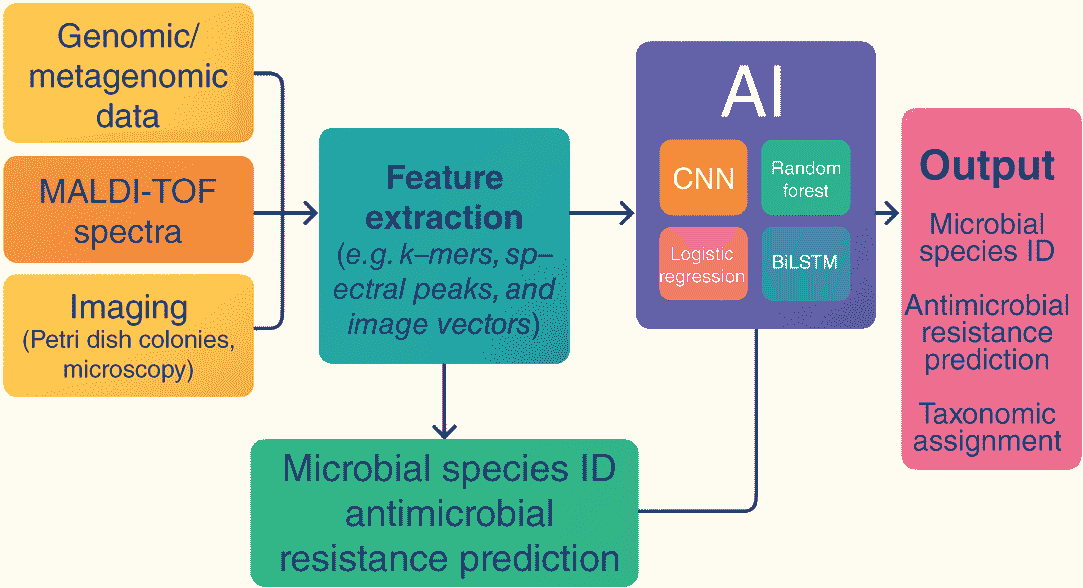 Genomic/
metagenomic
data
MALDI-TOF
spectra
Imaging
(Petri dish colonies,
microscopy)
Feature
extraction
(e.g. k–mers, sp–
ectral peaks, and
image vectors)
Microbial species ID
antimicrobial
resistance prediction
AI
CNN
Random
forest
Logistic
regression
BiLSTM
Output
Microbial
species ID
Antimicrobial
resistance
prediction
Taxonomic
assignment